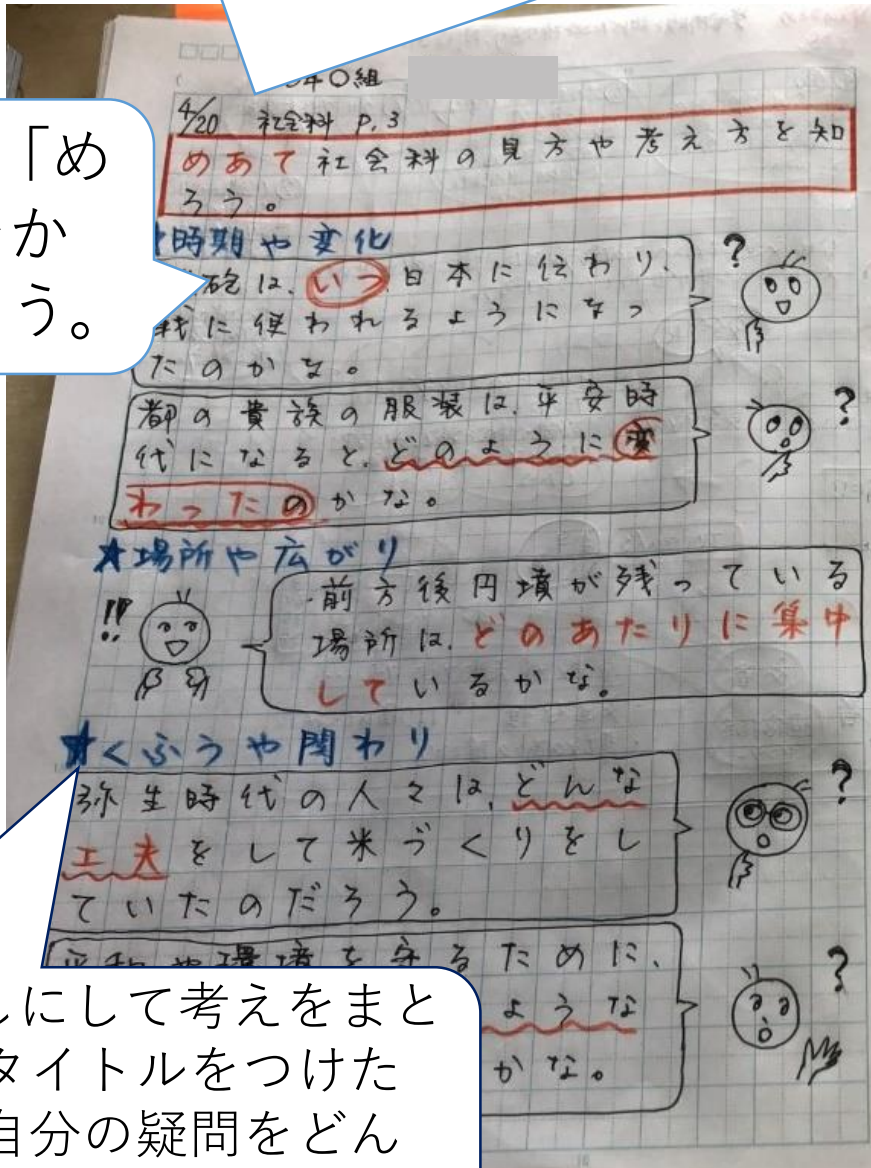 年〇組
4/20 社会科 P.3
めあて社会科の見方や考え方を知
ろう。
「め
か
う。
時期や変化
砲は、いつ日本に伝わり、
に使われるようになっ
たのかな。
都の貴族の服装は、平安時
代になると、どのように変
わったのかな。
★場所や広がり
前方後円墳が残っている
場所は、どのあたりに集中
しているかな。
★くふうや関わり
弥生時代の人々は、どんな
工夫をして米づくりをし
ていたのだろう。
平和や環境を守るために、
ような
かな。
しにして考えをまと
タイトルをつけた
自分の疑問をどん